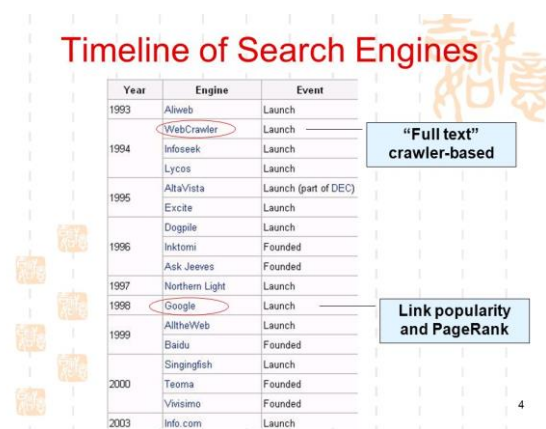 Timeline of Search Engines
Year Engine Event
1993 Aliweb Launch
1994 WebCrawler Launch
Infoseek Launch
Lycos Launch
1995 AltaVista Launch (part of DEC)
Excite Launch
1996 Dogpile Launch
Inktomi Founded
Ask Jeeves Founded
1997 Northern Light Launch
1998 Google Launch
1999 AlltheWeb Launch
Baidu Founded
2000 Singingfish Launch
Teoma Founded
Vivisimo Founded
2003 Info.com Launch
“Full text”
crawler-based
Link popularity
and PageRank
4